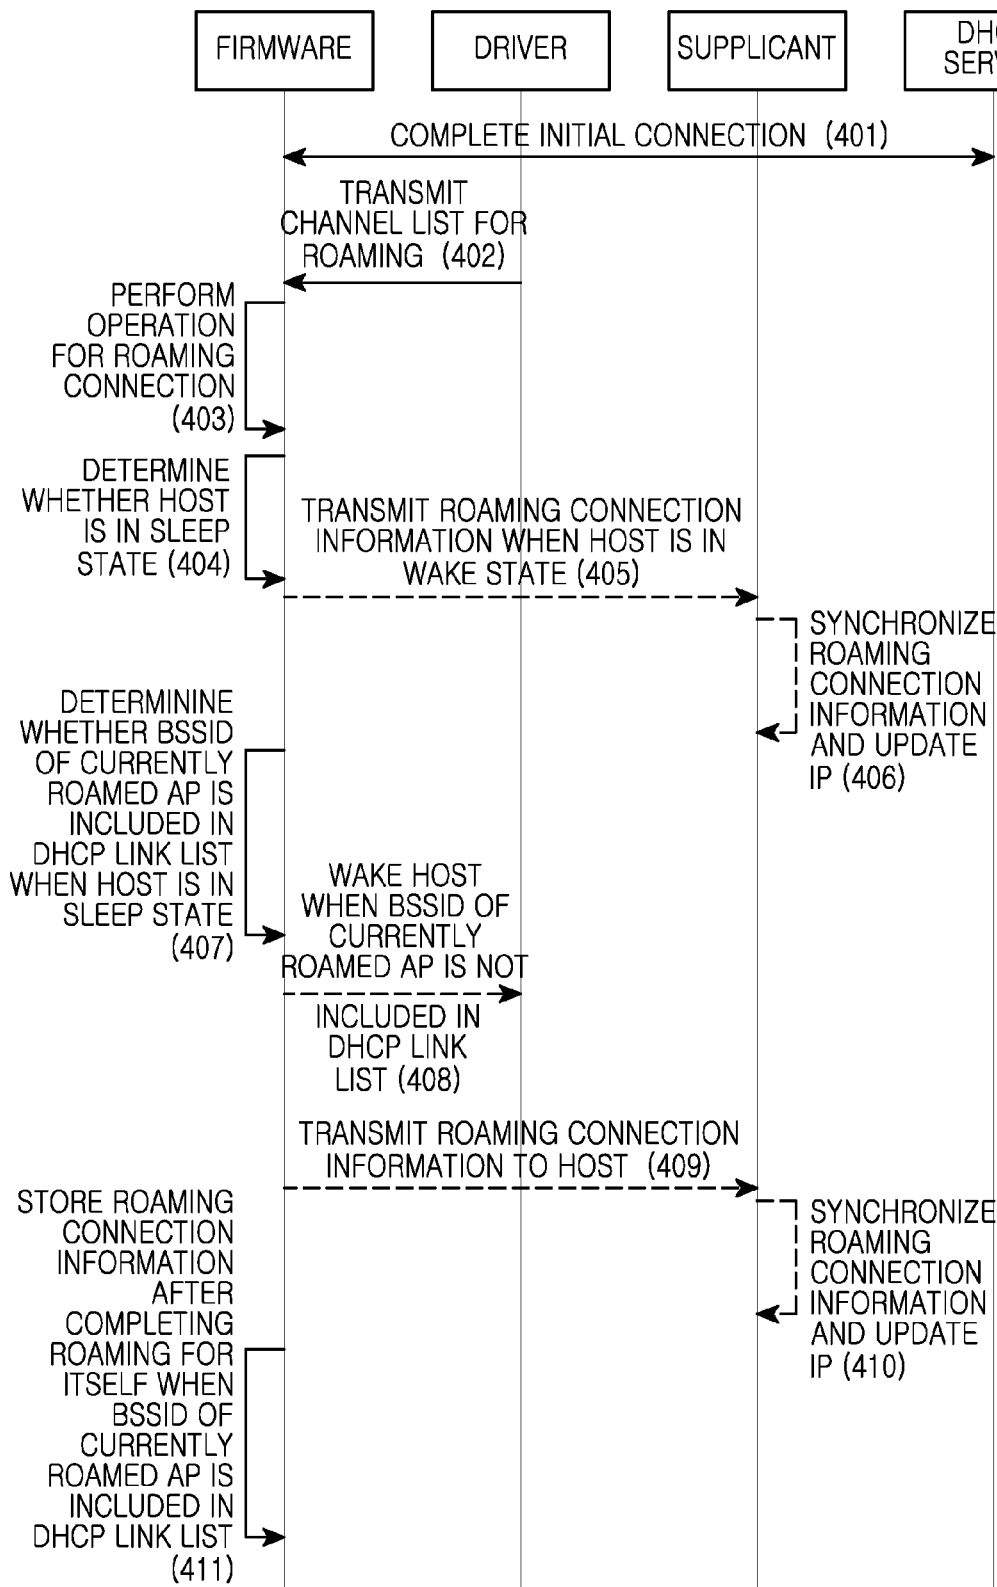 FIRMWARE
DRIVER
SUPPLICANT
COMPLETE INITIAL CONNECTION (401)
TRANSMIT
CHANNEL LIST FOR
ROAMING (402)
PERFORM
OPERATION
FOR ROAMING
CONNECTION
(403)
DETERMINE
WHETHER HOST
IS IN SLEEP
STATE (404)
TRANSMIT ROAMING CONNECTION
INFORMATION WHEN HOST IS IN
WAKE STATE (405)
SYNCHRONIZE
ROAMING
CONNECTION
INFORMATION
AND UPDATE
IP (406)
DETERMININE
WHETHER BSSID
OF CURRENTLY
ROAMED AP IS
INCLUDED IN
DHCP LINK LIST
WHEN HOST IS IN
SLEEP STATE
(407)
WAKE HOST
WHEN BSSID OF
CURRENTLY
ROAMED AP IS NOT
INCLUDED IN
DHCP LINK
LIST (408)
TRANSMIT ROAMING CONNECTION
INFORMATION TO HOST (409)
SYNCHRONIZE
ROAMING
CONNECTION
INFORMATION
AND UPDATE
IP (410)
STORE ROAMING
CONNECTION
INFORMATION
AFTER
COMPLETING
ROAMING FOR
ITSELF WHEN
BSSID OF
CURRENTLY
ROAMED AP IS
INCLUDED IN
DHCP LINK LIST
(411)